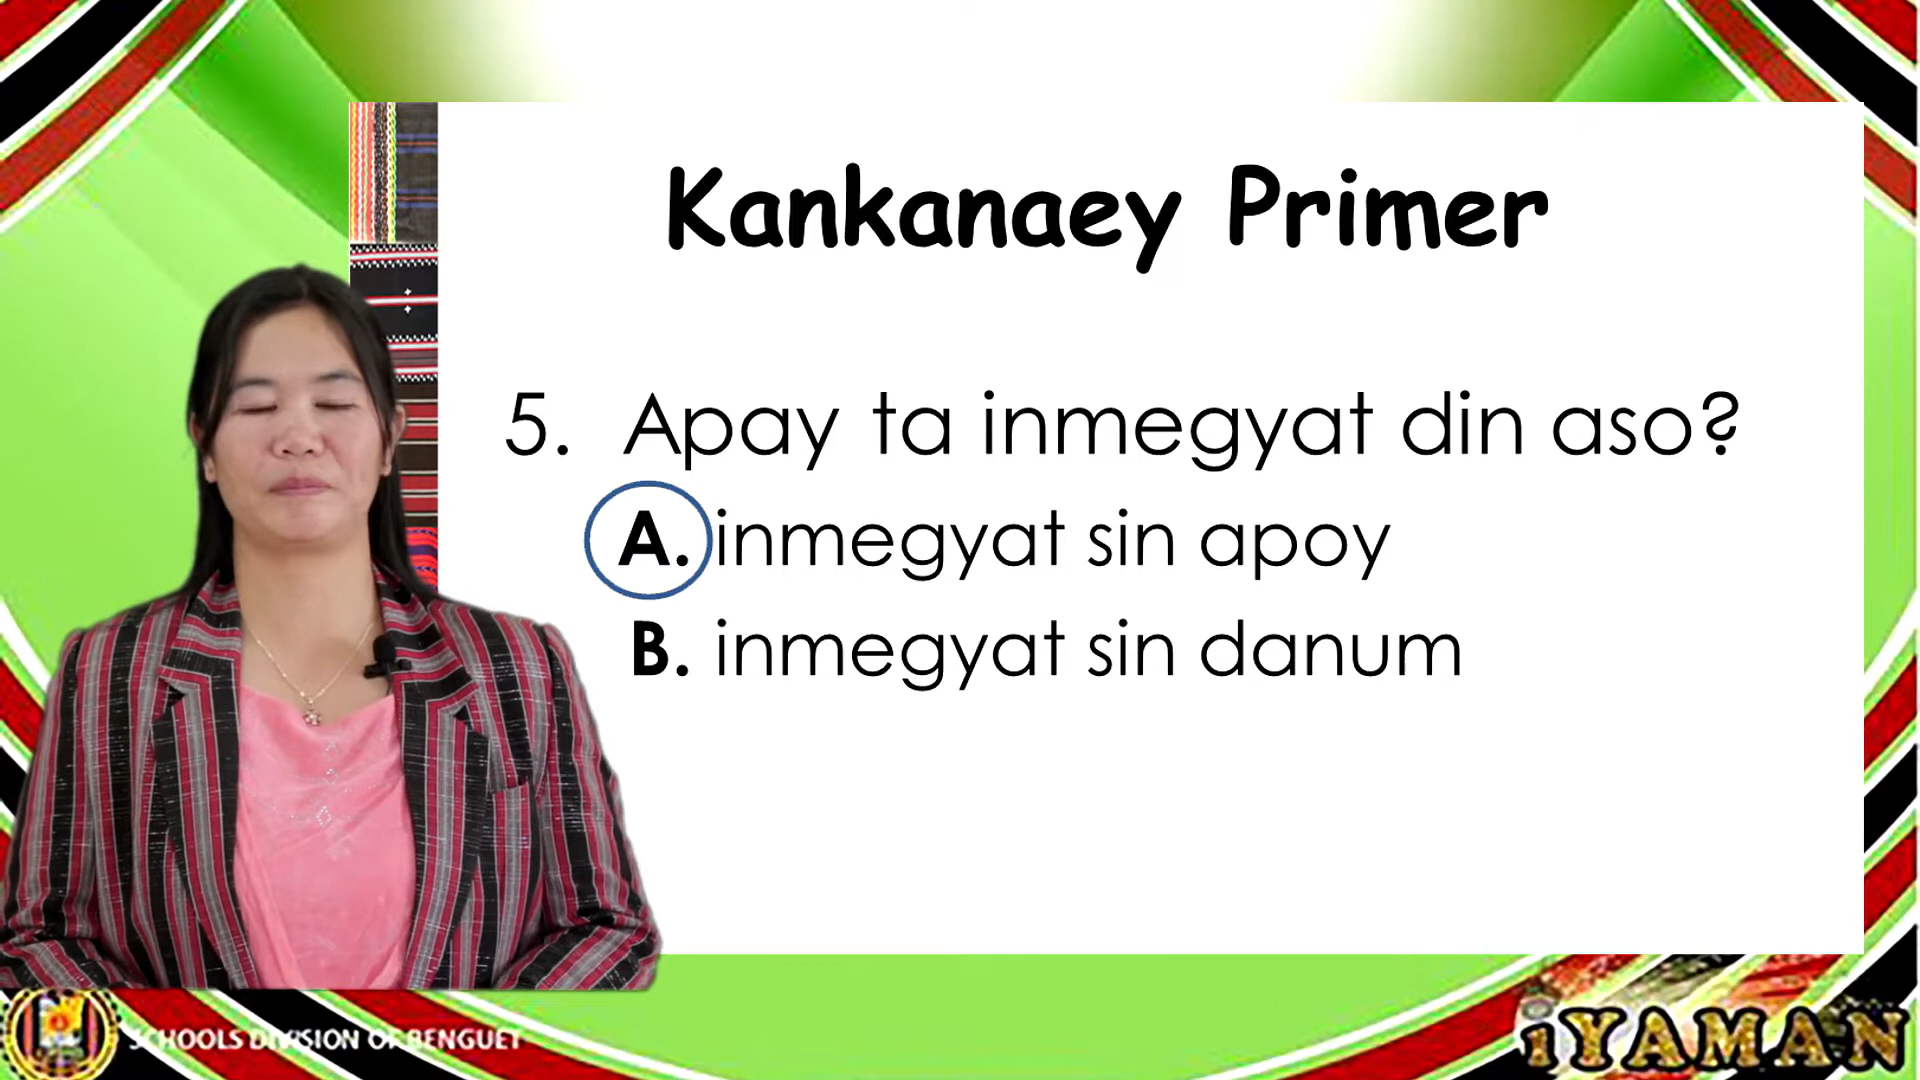 Kankanaey Primer
5. Apay ta inmegyat din aso?
A. inmegyat sin apoy
B. inmegyat sin danum
SCHOOLS DIVISION OF BENGUET
iYAMAN